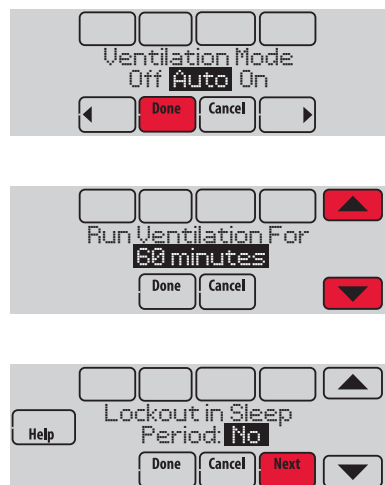 Ventilation Mode
Off Auto On
Done Cancel
Run Ventilation For
60 minutes
Done Cancel
Lockout in Sleep
Help Period: No
Done Cancel Next